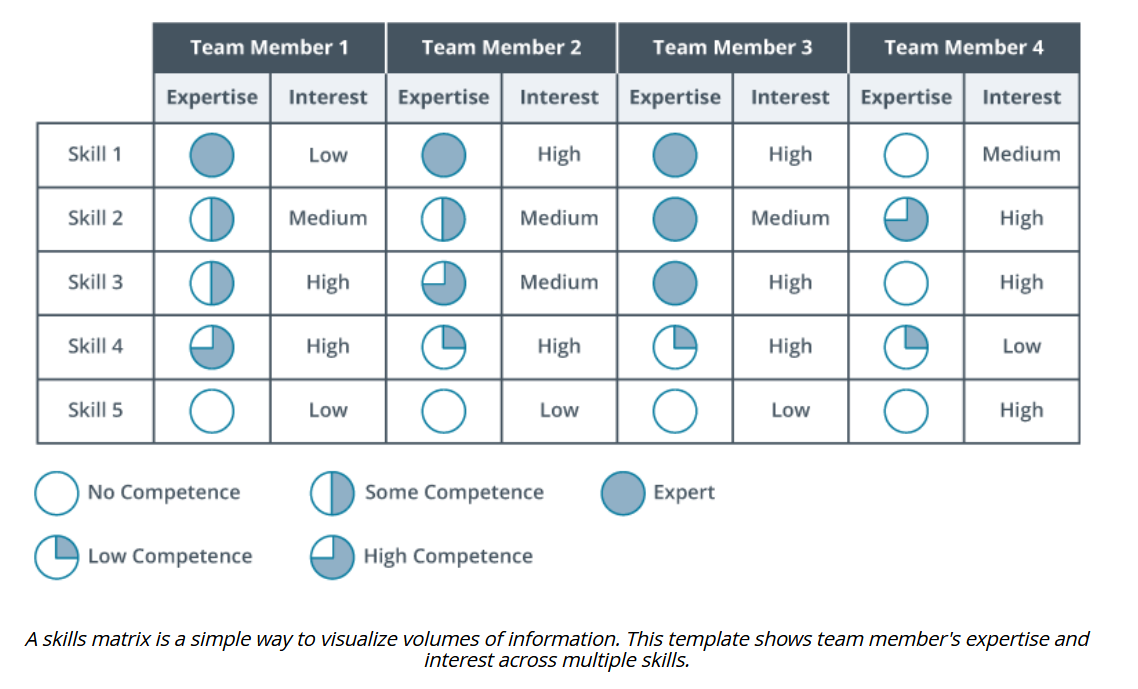 Team Member 1 Team Member 2 Team Member 3 Team Member 4
Expertise Interest Expertise Interest Expertise Interest Expertise Interest
Skill 1 Low High High Medium
Skill 2 Medium Medium Medium High
Skill 3 High Medium High High
Skill 4 High High High Low
Skill 5 Low Low Low High
No Competence Some Competence Expert
Low Competence High Competence
A skills matrix is a simple way to visualize volumes of information. This template shows team member's expertise and
interest across multiple skills.